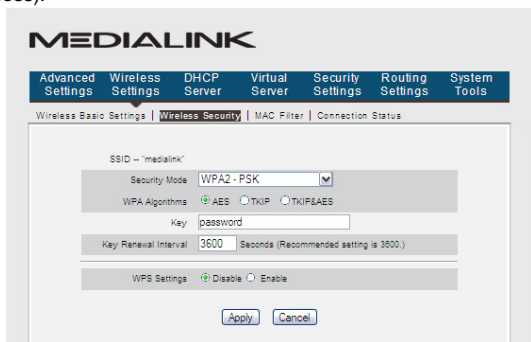 MEDIALINK
Advanced Settings Wireless Settings DHCP Server Virtual Server Security Settings Routing Settings System Tools
Wireless Basic Settings | Wireless Security | MAC Filter | Connection Status
SSID -- "medialink"
Security Mode WPA2 - PSK
WPA Algorithms AES TKIP TKIP&AES
Key password
Key Renewal Interval 3600 Seconds (Recommended setting is 3600.)
WPS Settings Disable Enable
Apply Cancel